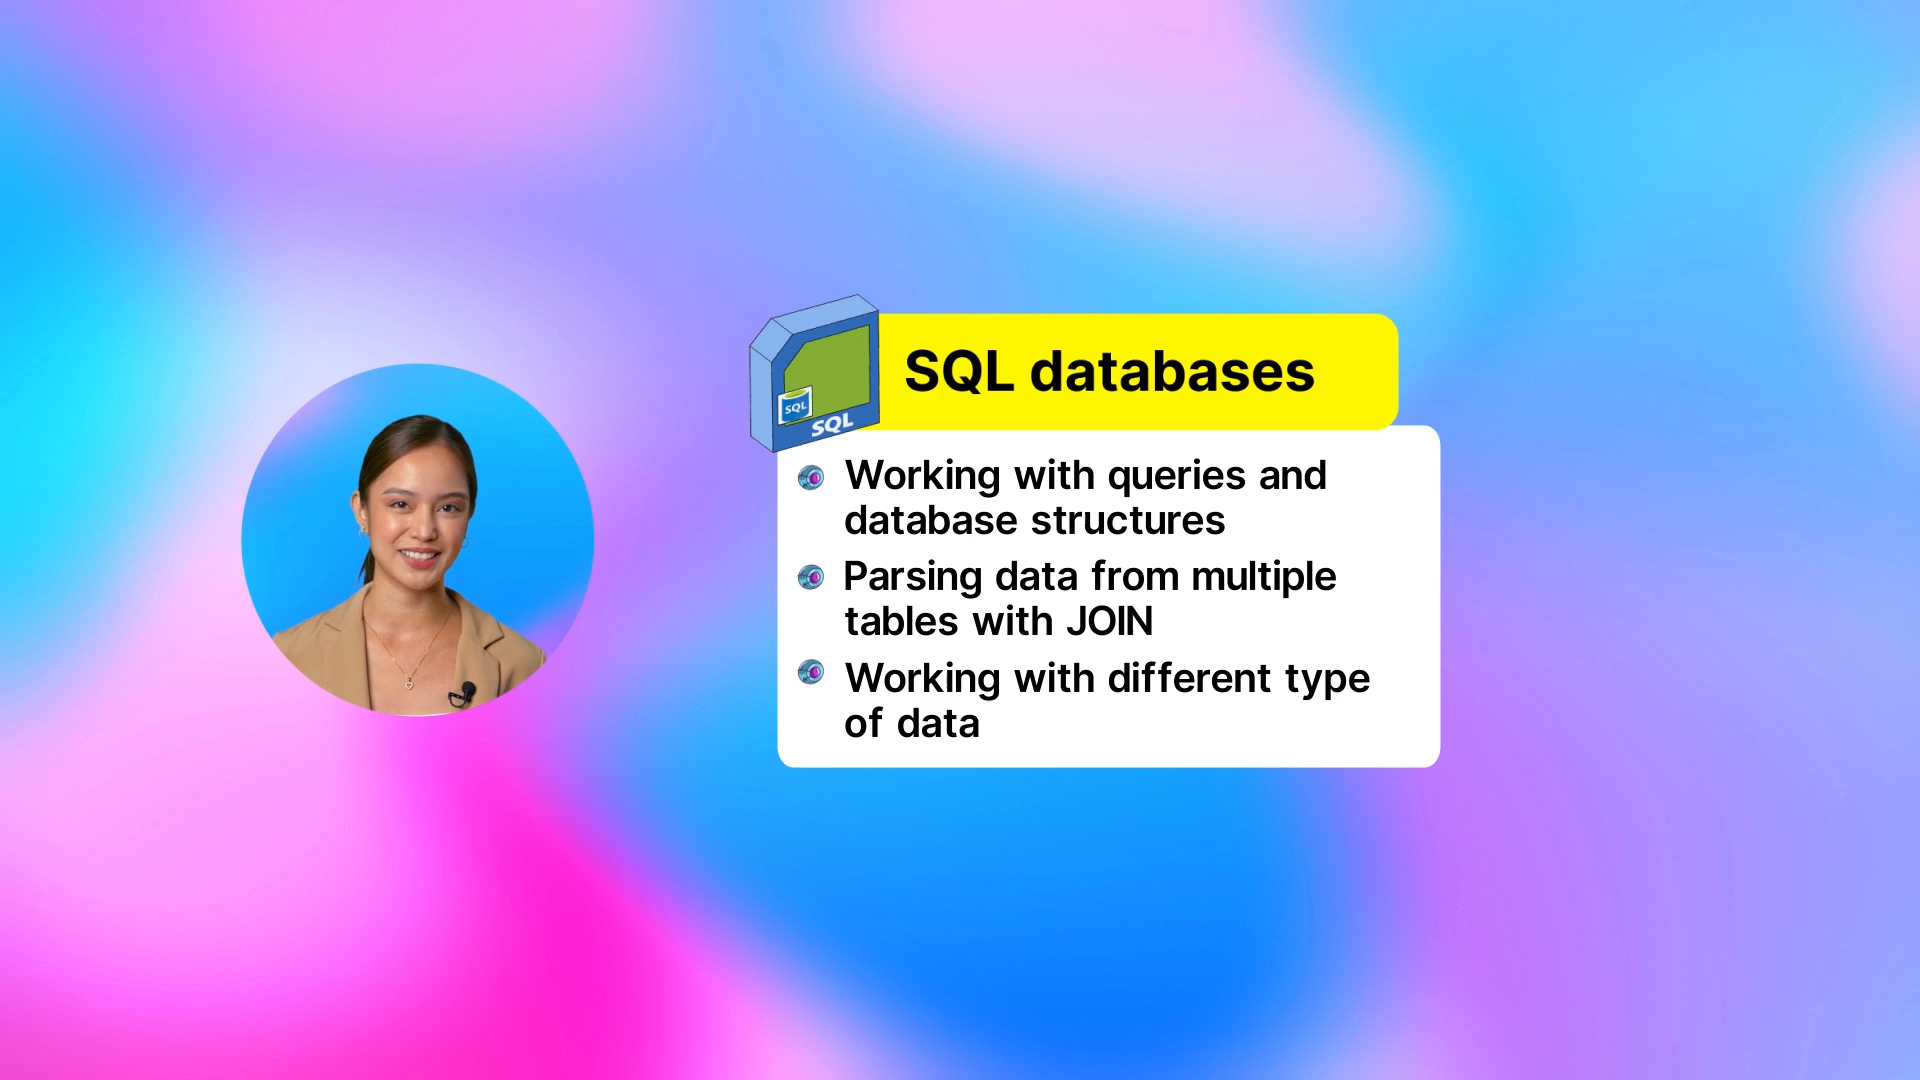 SQL databases
SQL
SQL
Working with queries and
database structures
Parsing data from multiple
tables with JOIN
Working with different type
of data